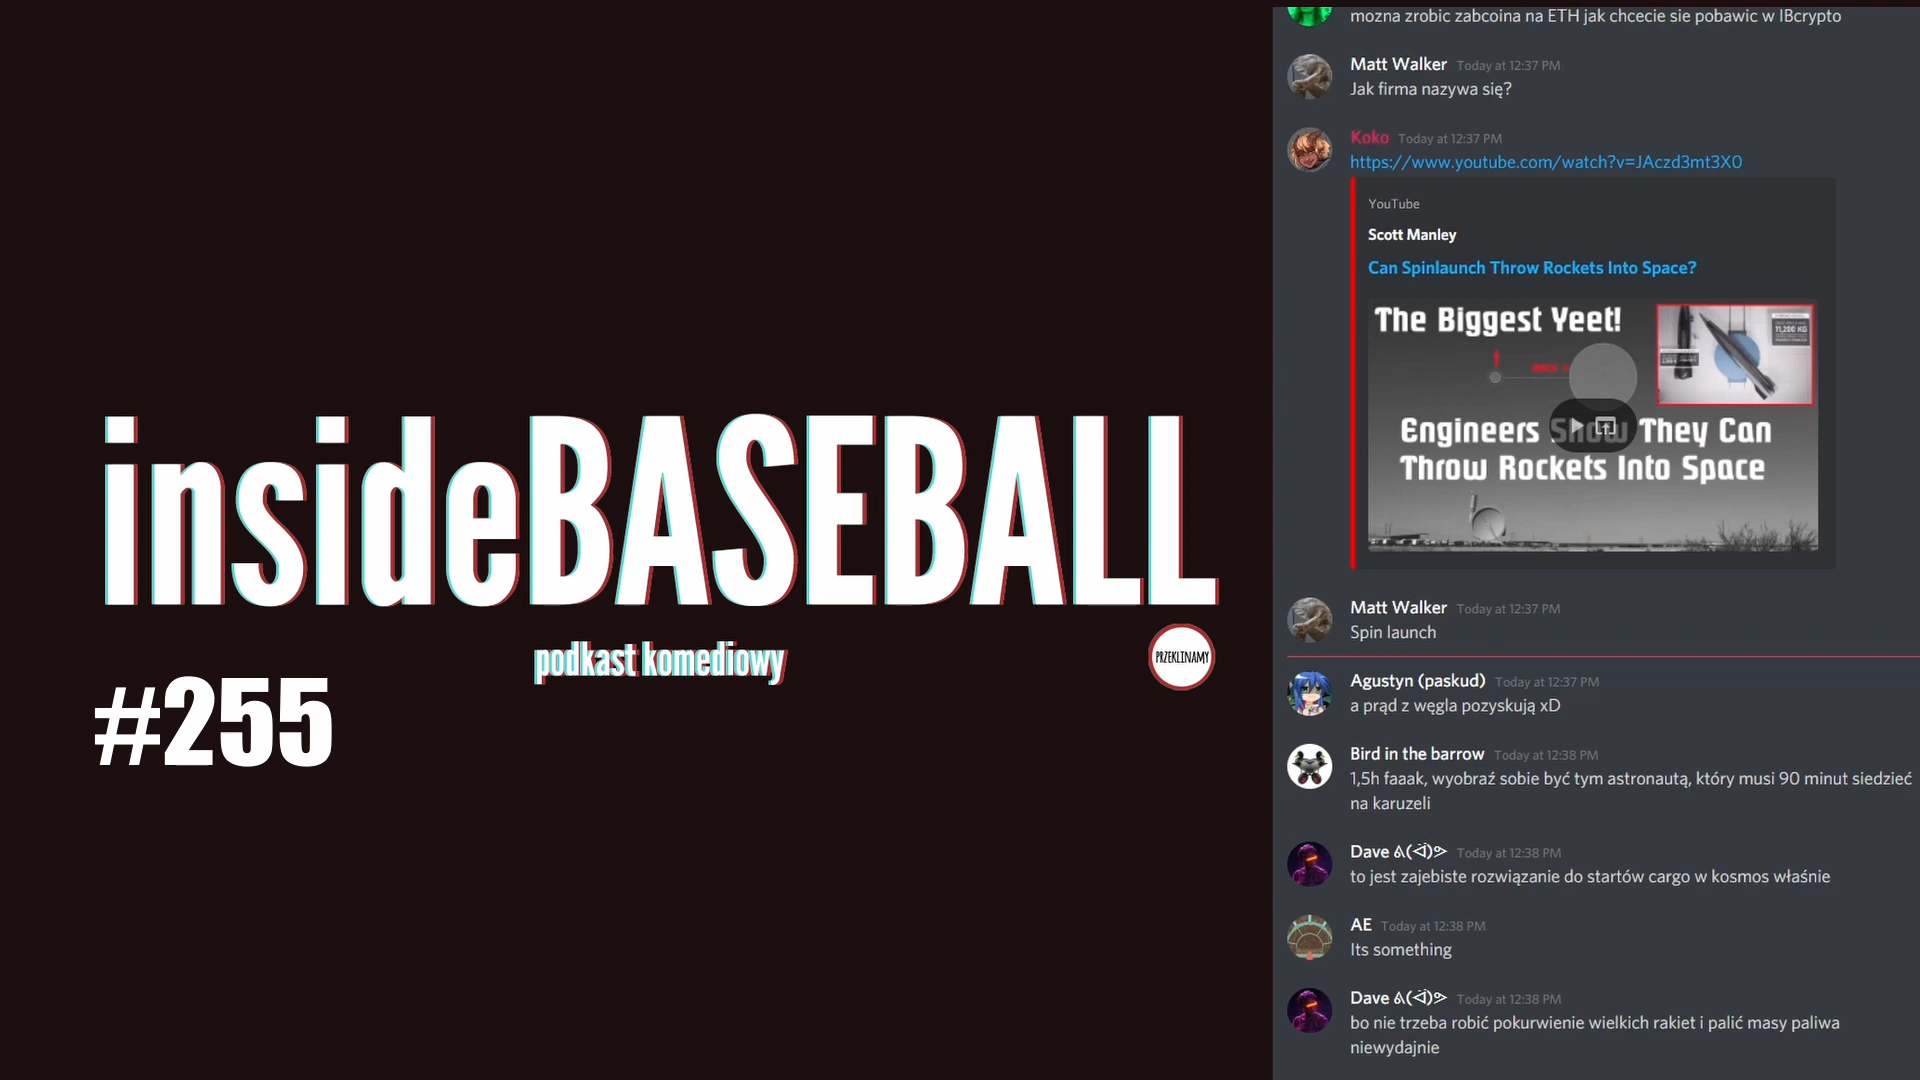 insideBASEBALL
podkast komediowy
PRZEKLINAMY
#255
mozna zrobic zabcoina na ETH jak chcecie sie pobawic w IBcrypto
Matt Walker Today at 12:37 PM
Jak firma nazywa się?
Koko Today at 12:37 PM
https://www.youtube.com/watch?v=JAczd3mt3X0
YouTube
Scott Manley
Can Spinlaunch Throw Rockets Into Space?
The Biggest Yeet!
11,200 KG
Engineers Show They Can
Throw Rockets Into Space
Matt Walker Today at 12:37 PM
Spin launch
Agustyn (paskud) Today at 12:37 PM
a prąd z węgla pozyskują xD
Bird in the barrow Today at 12:38 PM
1,5h faaak, wyobraź sobie być tym astronautą, który musi 90 minut siedzieć
na karuzeli
Dave Today at 12:38 PM
to jest zajebiste rozwiązanie do startów cargo w kosmos właśnie
AE Today at 12:38 PM
Its something
Dave Today at 12:38 PM
bo nie trzeba robić pokurwienie wielkich rakiet i palić masy paliwa
niewydajnie